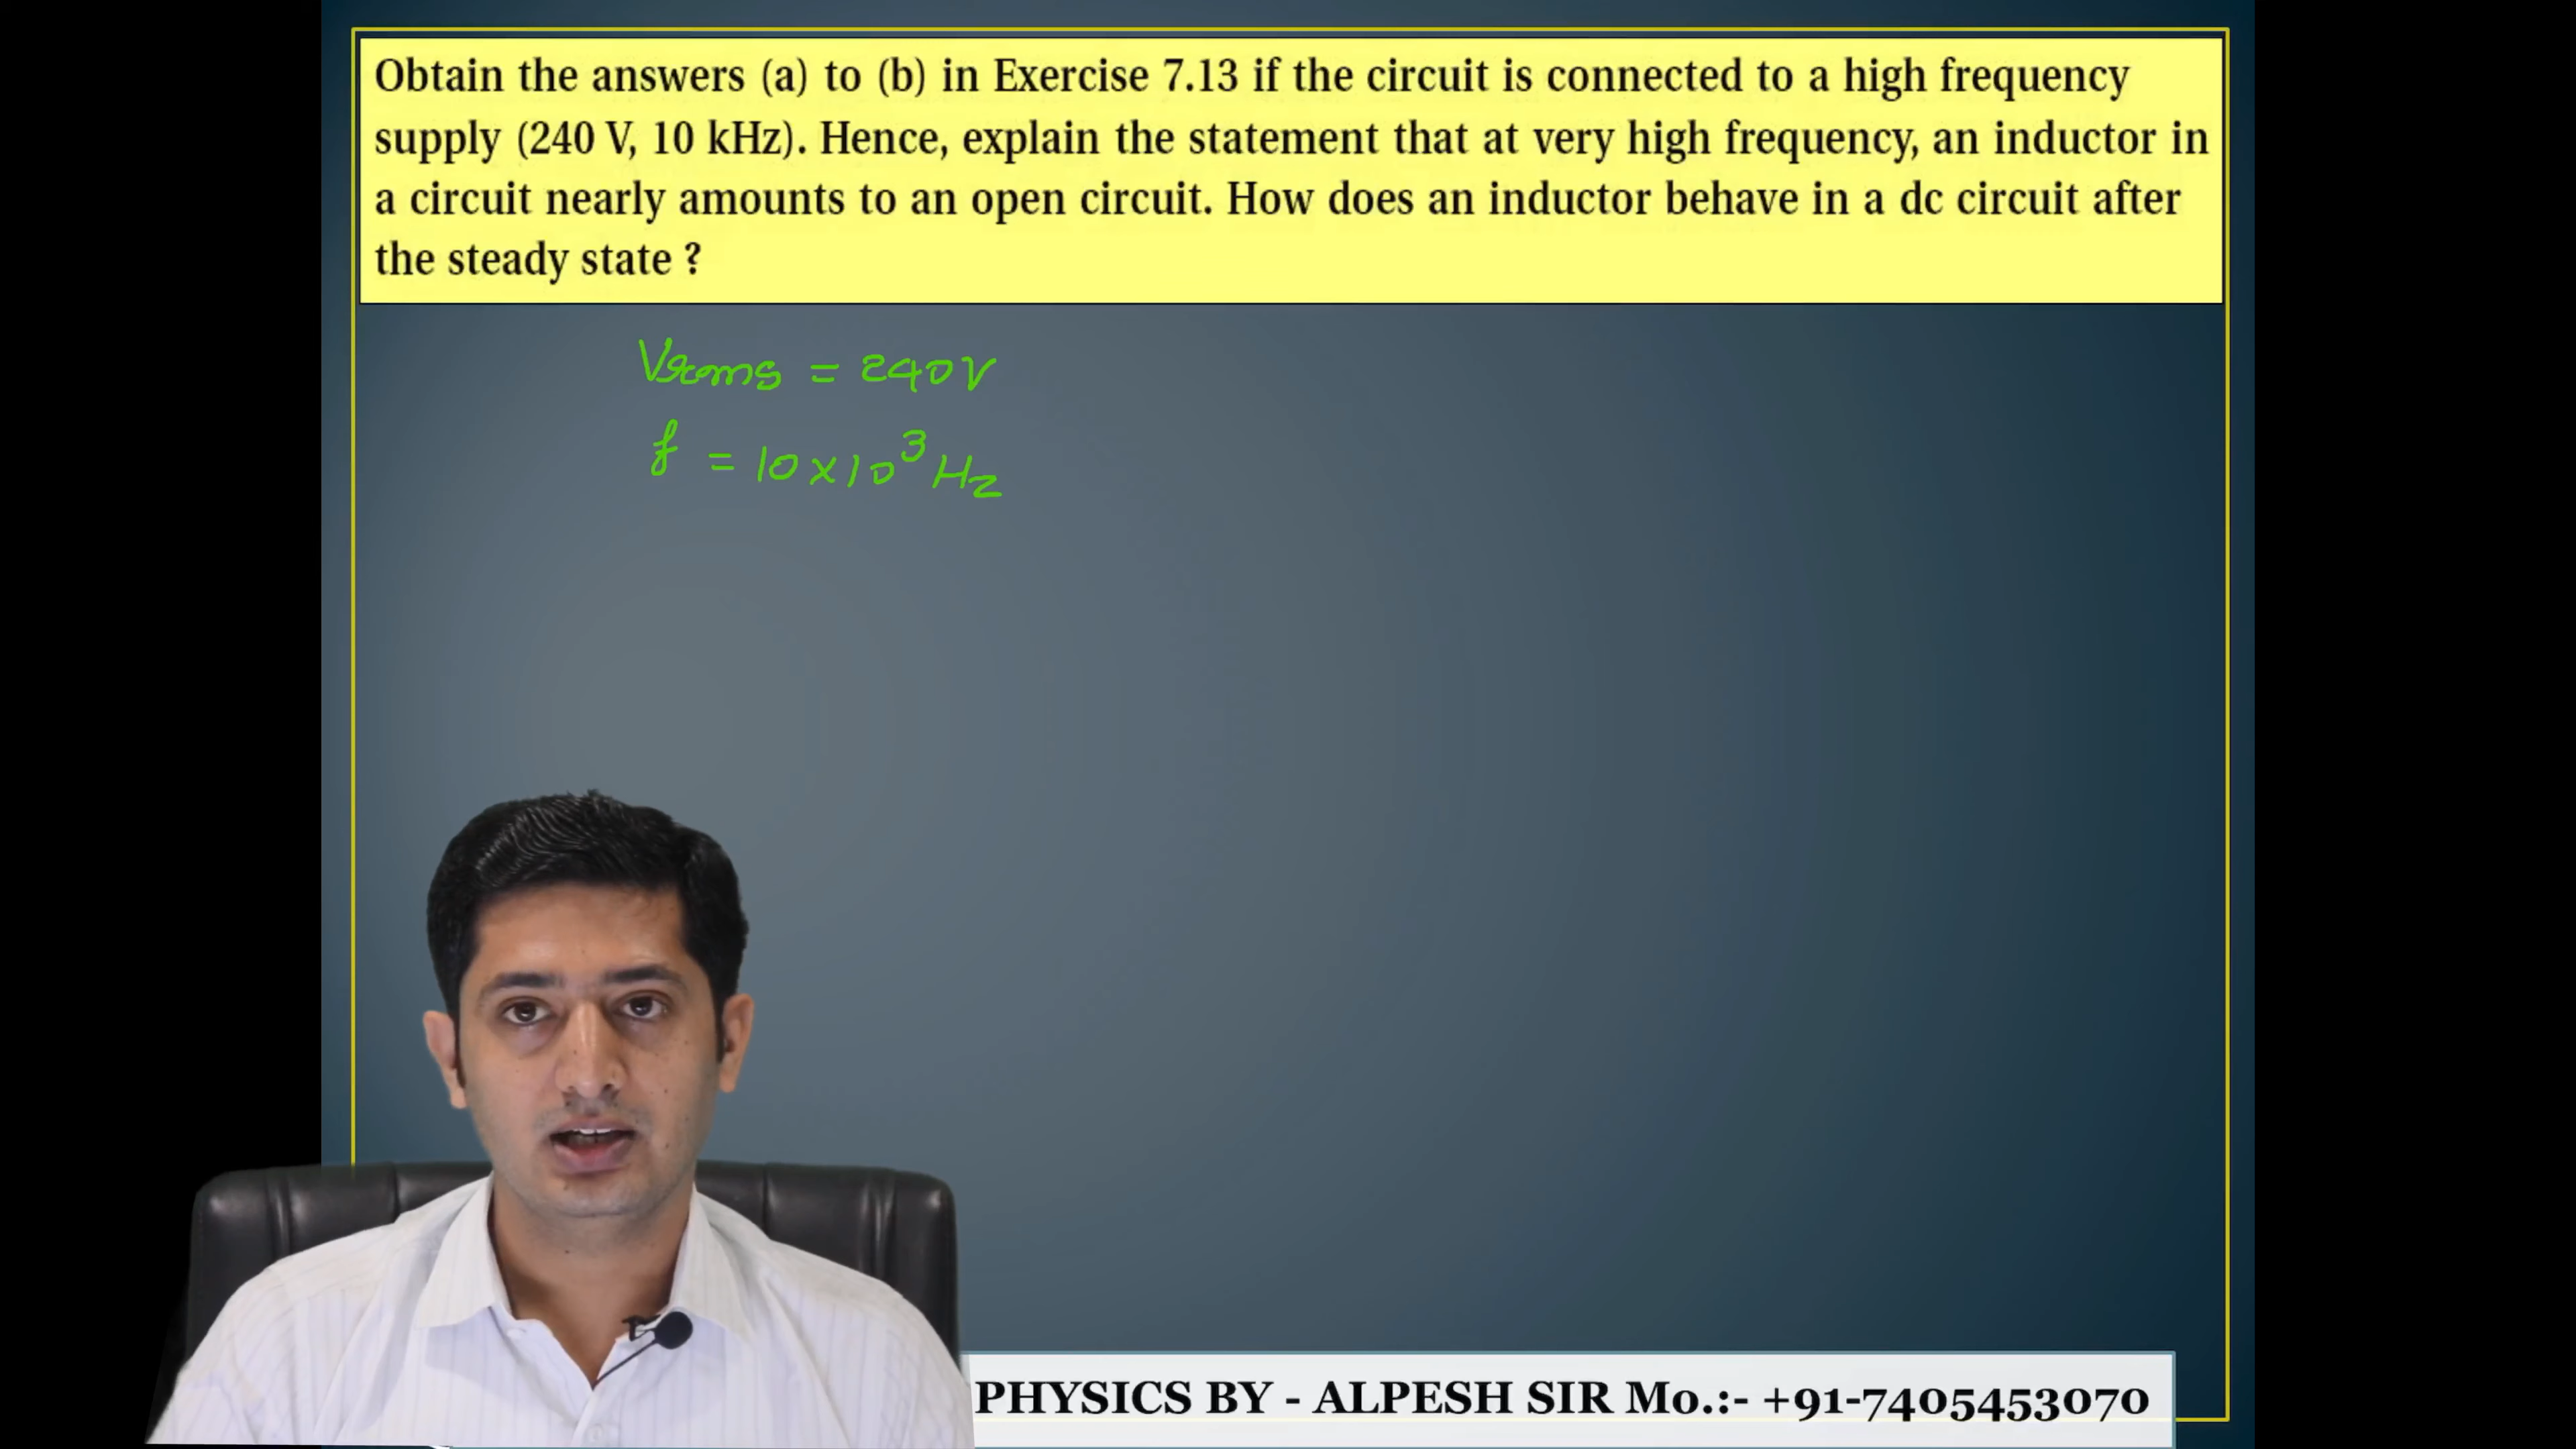 Obtain the answers (a) to (b) in Exercise 7.13 if the circuit is connected to a high frequency
supply (240 V, 10 kHz). Hence, explain the statement that at very high frequency, an inductor in
a circuit nearly amounts to an open circuit. How does an inductor behave in a dc circuit after
the steady state ?
Vrms = 240V
f = 10×10³ Hz
PHYSICS BY - ALPESH SIR Mo.:- +91-7405453070